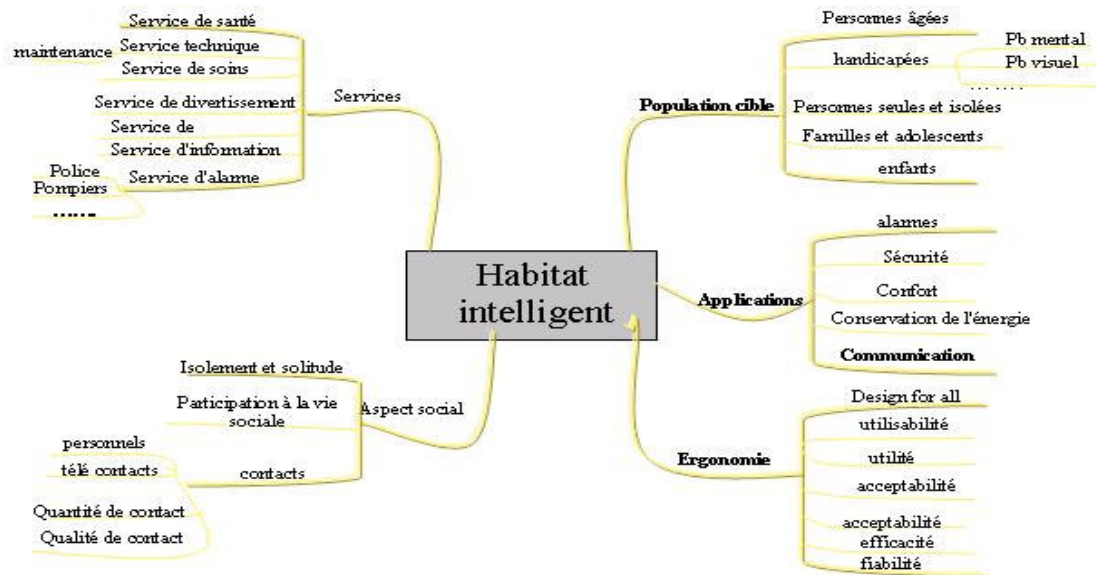 Habitat
intelligent
Services
Service de santé
Service technique
maintenance
Service de soins
Service de divertissement
Service de
Service d'information
Service d'alarme
Police
Pompiers
.......
Aspect social
Isolement et solitude
Participation à la vie
sociale
contacts
personnels
télé contacts
Quantité de contact
Qualité de contact
Population cible
Personnes âgées
handicapées
Pb mental
Pb visuel
... ....
Personnes seules et isolées
Familles et adolescents
enfants
Applications
alarmes
Sécurité
Confort
Conservation de l'énergie
Communication
Ergonomie
Design for all
utilisabilité
utilité
acceptabilité
acceptabilité
efficacité
fiabilité